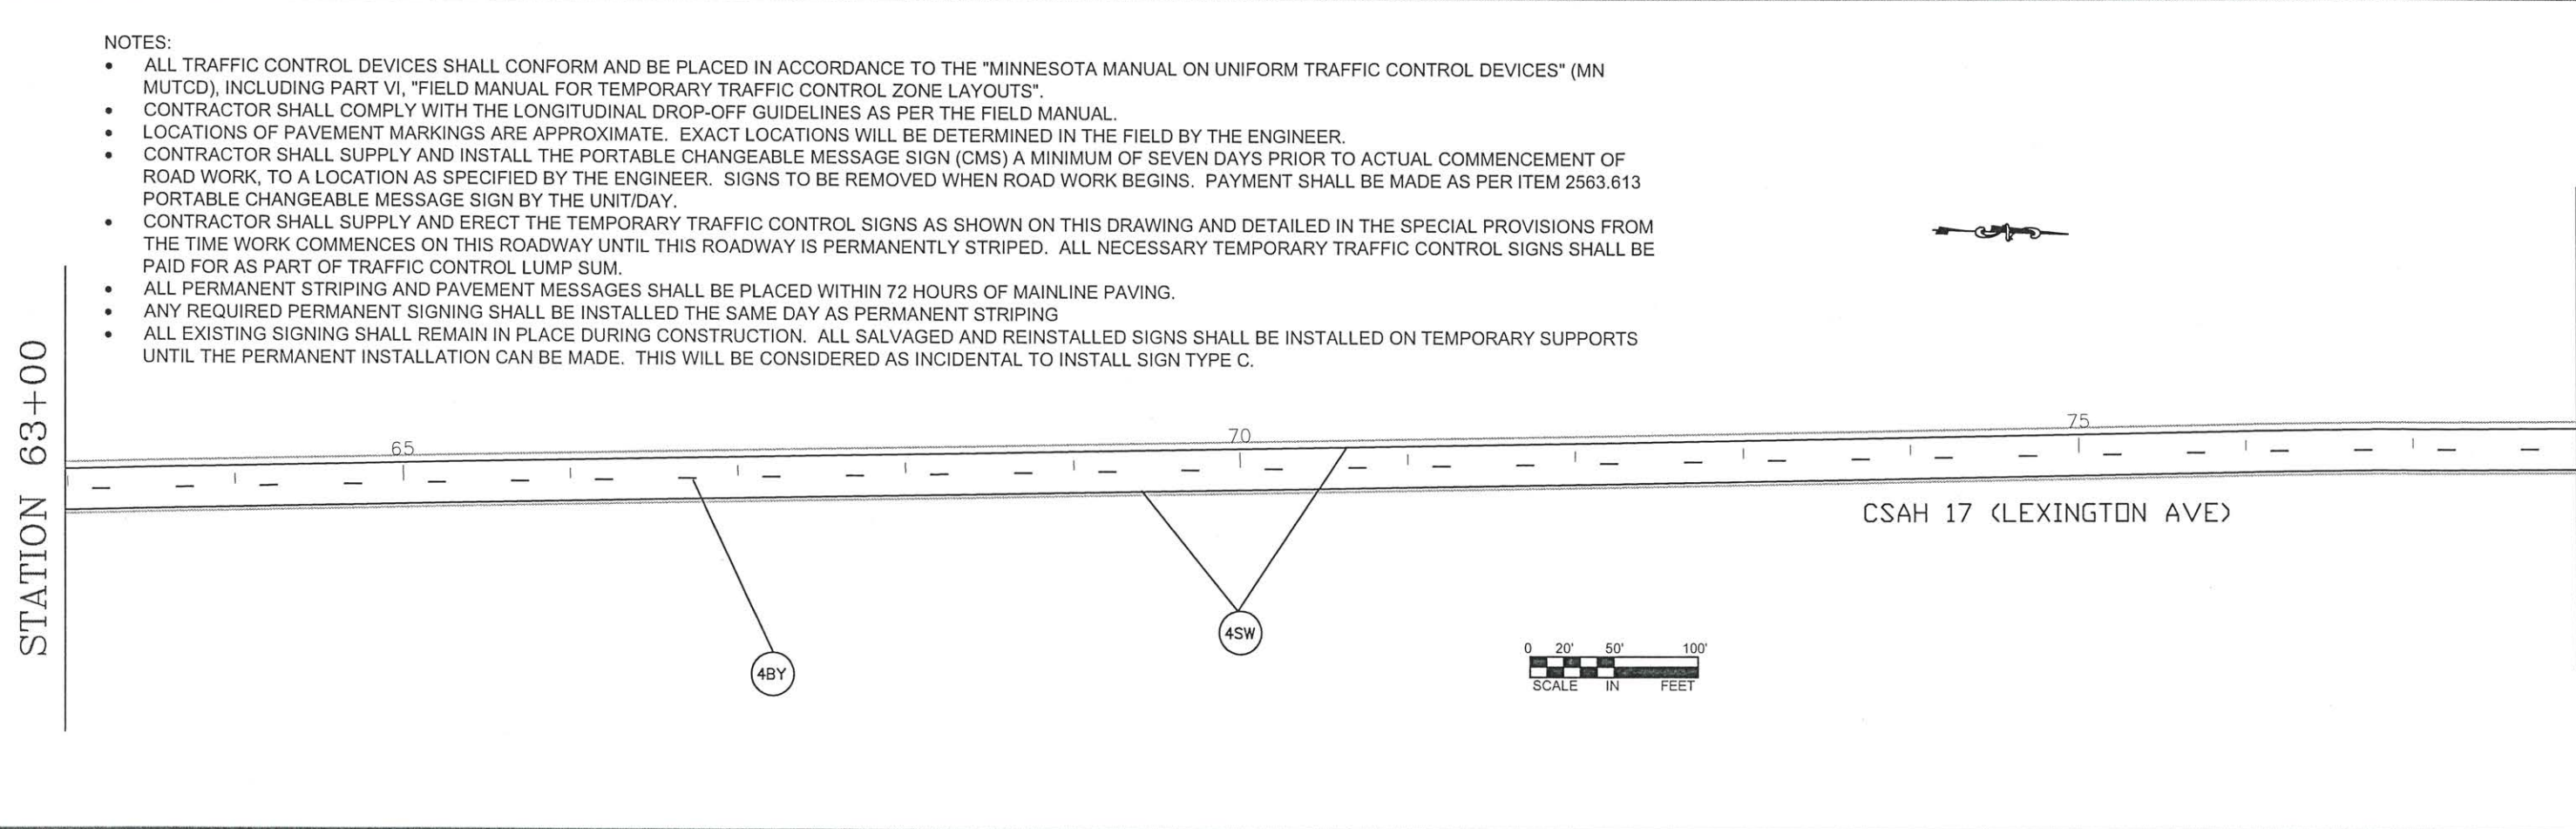 NOTES:
• ALL TRAFFIC CONTROL DEVICES SHALL CONFORM AND BE PLACED IN ACCORDANCE TO THE "MINNESOTA MANUAL ON UNIFORM TRAFFIC CONTROL DEVICES" (MN
MUTCD), INCLUDING PART VI, "FIELD MANUAL FOR TEMPORARY TRAFFIC CONTROL ZONE LAYOUTS".
• CONTRACTOR SHALL COMPLY WITH THE LONGITUDINAL DROP-OFF GUIDELINES AS PER THE FIELD MANUAL.
• LOCATIONS OF PAVEMENT MARKINGS ARE APPROXIMATE. EXACT LOCATIONS WILL BE DETERMINED IN THE FIELD BY THE ENGINEER.
• CONTRACTOR SHALL SUPPLY AND INSTALL THE PORTABLE CHANGEABLE MESSAGE SIGN (CMS) A MINIMUM OF SEVEN DAYS PRIOR TO ACTUAL COMMENCEMENT OF
ROAD WORK, TO A LOCATION AS SPECIFIED BY THE ENGINEER. SIGNS TO BE REMOVED WHEN ROAD WORK BEGINS. PAYMENT SHALL BE MADE AS PER ITEM 2563.613
PORTABLE CHANGEABLE MESSAGE SIGN BY THE UNIT/DAY.
• CONTRACTOR SHALL SUPPLY AND ERECT THE TEMPORARY TRAFFIC CONTROL SIGNS AS SHOWN ON THIS DRAWING AND DETAILED IN THE SPECIAL PROVISIONS FROM
THE TIME WORK COMMENCES ON THIS ROADWAY UNTIL THIS ROADWAY IS PERMANENTLY STRIPED. ALL NECESSARY TEMPORARY TRAFFIC CONTROL SIGNS SHALL BE
PAID FOR AS PART OF TRAFFIC CONTROL LUMP SUM.
• ALL PERMANENT STRIPING AND PAVEMENT MESSAGES SHALL BE PLACED WITHIN 72 HOURS OF MAINLINE PAVING.
• ANY REQUIRED PERMANENT SIGNING SHALL BE INSTALLED THE SAME DAY AS PERMANENT STRIPING
• ALL EXISTING SIGNING SHALL REMAIN IN PLACE DURING CONSTRUCTION. ALL SALVAGED AND REINSTALLED SIGNS SHALL BE INSTALLED ON TEMPORARY SUPPORTS
UNTIL THE PERMANENT INSTALLATION CAN BE MADE. THIS WILL BE CONSIDERED AS INCIDENTAL TO INSTALL SIGN TYPE C.
STATION 63+00
65
70
75
CSAH 17 (LEXINGTON AVE)
4BY
4SW
0 20' 50' 100'
SCALE IN FEET